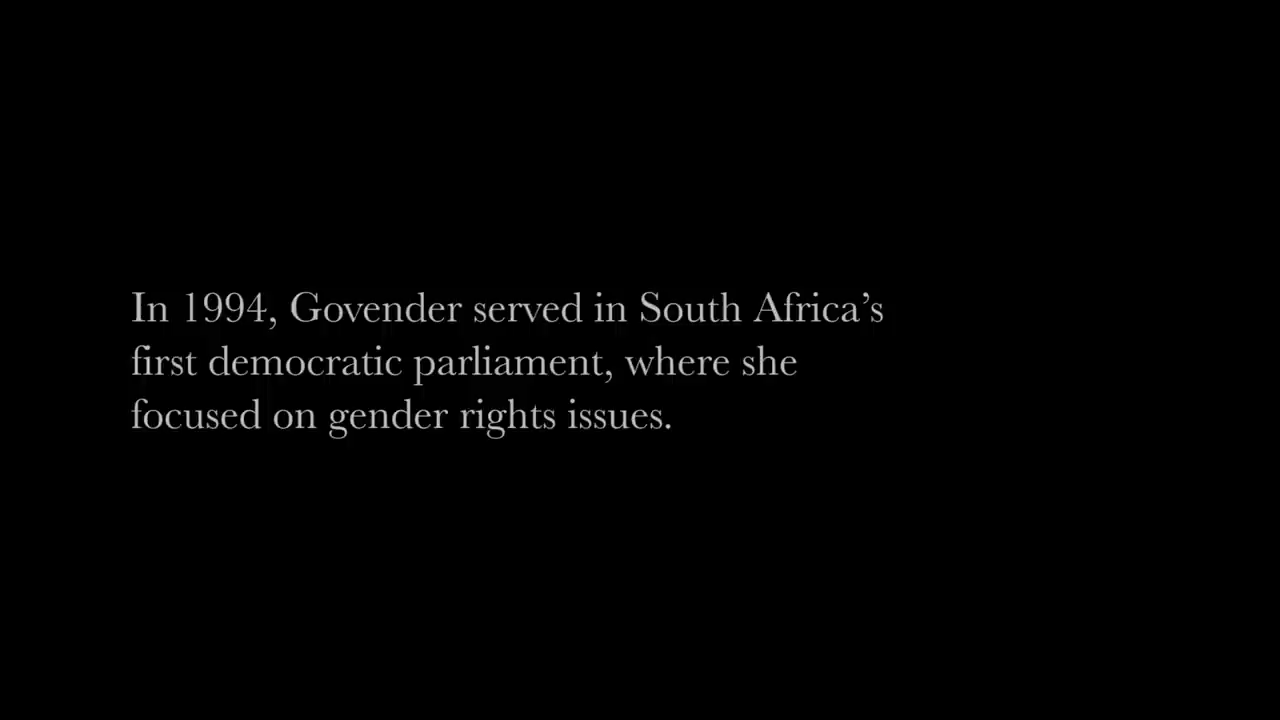 In 1994, Govender served in South Africa’s
first democratic parliament, where she
focused on gender rights issues.